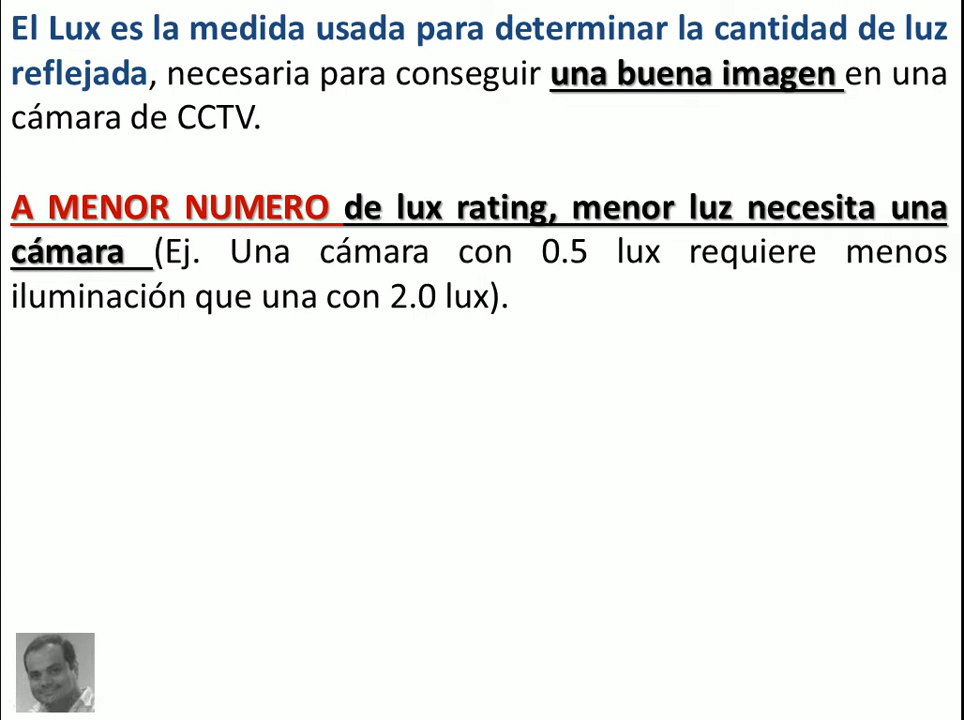 El Lux es la medida usada para determinar la cantidad de luz
reflejada, necesaria para conseguir una buena imagen en una
cámara de CCTV.
A MENOR NUMERO de lux rating, menor luz necesita una
cámara (Ej. Una cámara con 0.5 lux requiere menos
iluminación que una con 2.0 lux).